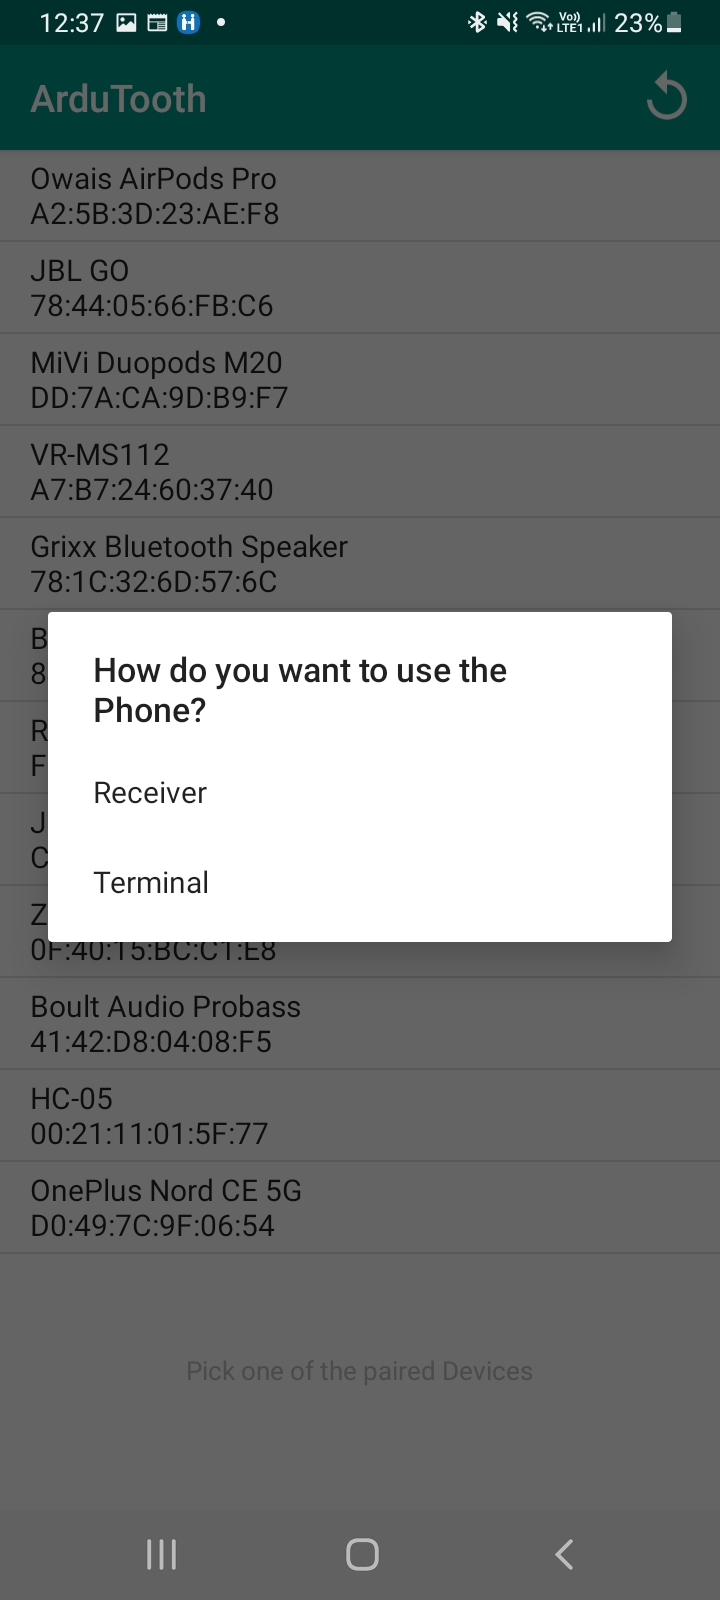 12:37
Vo))
LTE1
23%
ArduTooth
Owais AirPods Pro
A2:5B:3D:23:AE:F8
JBL GO
78:44:05:66:FB:C6
MiVi Duopods M20
DD:7A:CA:9D:B9:F7
VR-MS112
A7:B7:24:60:37:40
Grixx Bluetooth Speaker
78:1C:32:6D:57:6C
B
8
How do you want to use the
Phone?
R
F
Receiver
J
C
Terminal
Z
0F:40:15:BC:C1:E8
Boult Audio Probass
41:42:D8:04:08:F5
HC-05
00:21:11:01:5F:77
OnePlus Nord CE 5G
D0:49:7C:9F:06:54
Pick one of the paired Devices